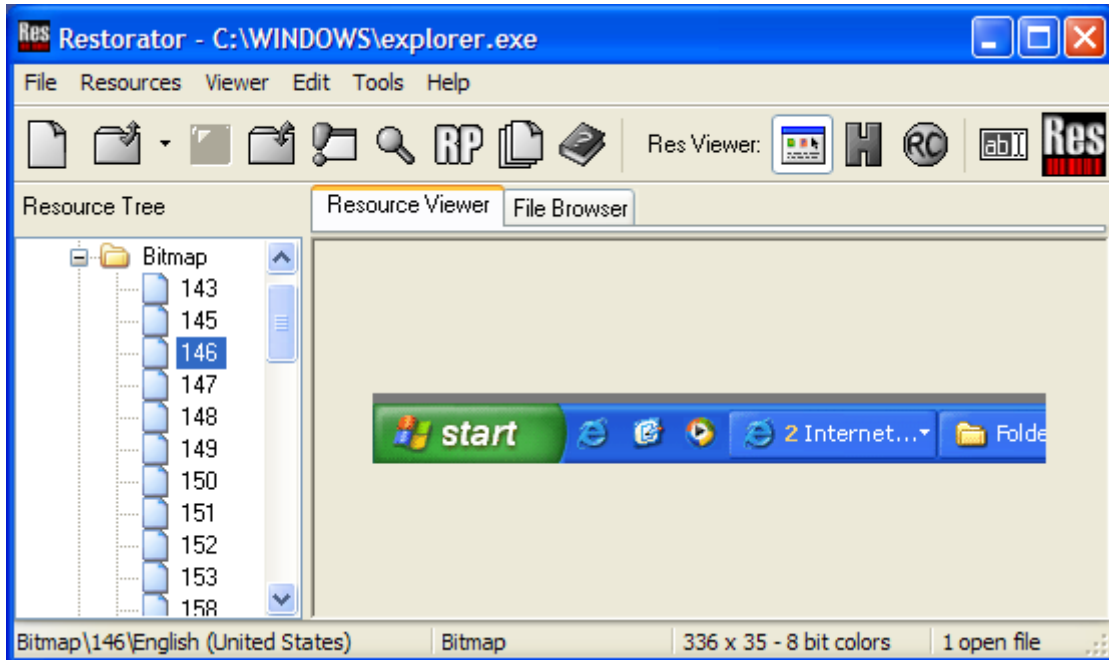 Res Restorator - C:\WINDOWS\explorer.exe
File Resources Viewer Edit Tools Help
RP Res Viewer: H RC ab Res
Resource Tree
Resource Viewer File Browser
Bitmap
143
145
146
147
148
149
150
151
152
153
158
start 2 Internet... Folde
Bitmap\146\English (United States) Bitmap 336 x 35 - 8 bit colors 1 open file